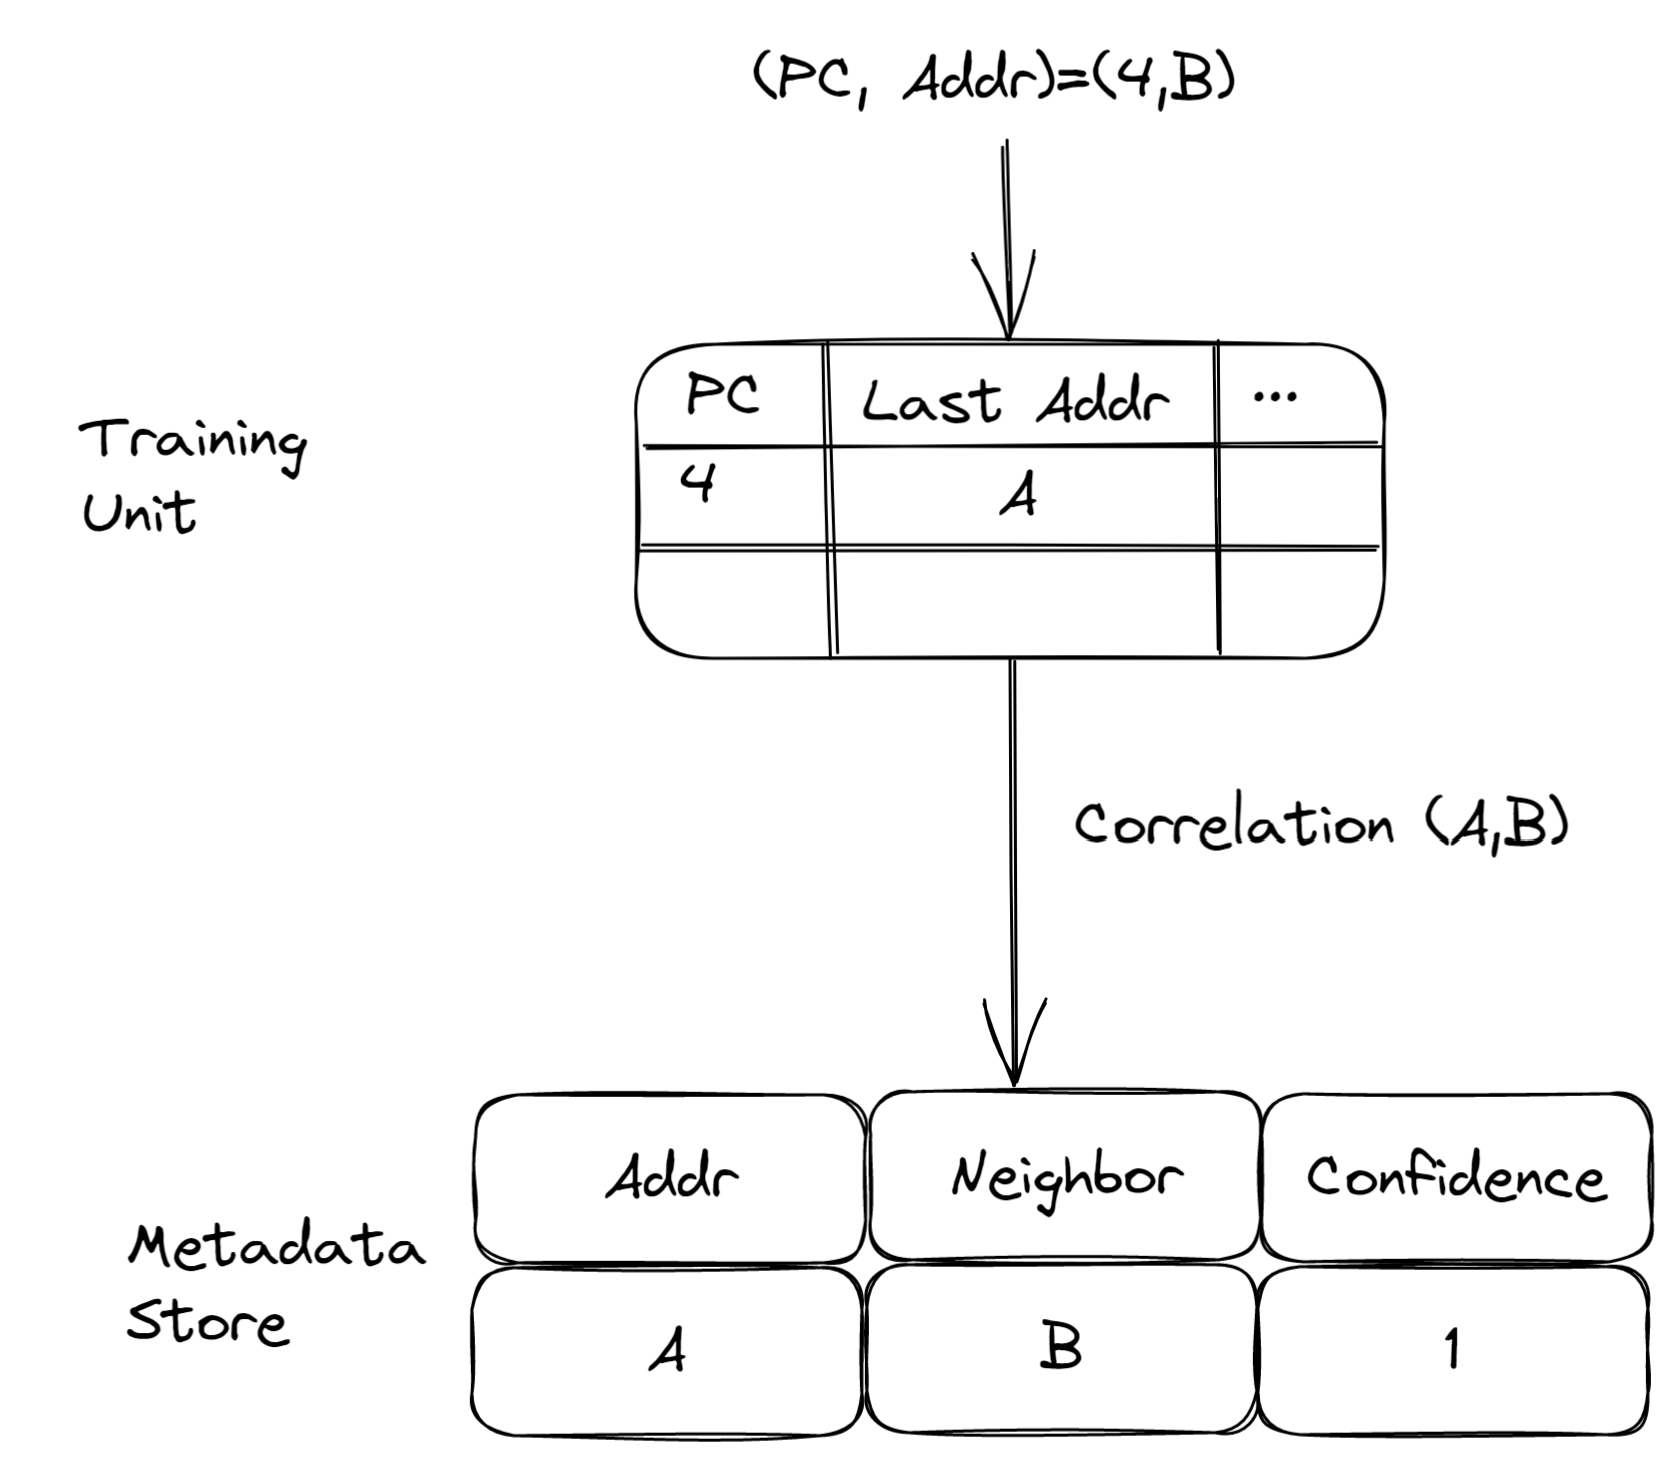 (PC, Addr)=(4,B)
PC Last Addr ...
Training
Unit
4 A
Correlation (A,B)
Addr Neighbor Confidence
Metadata
Store
A B 1